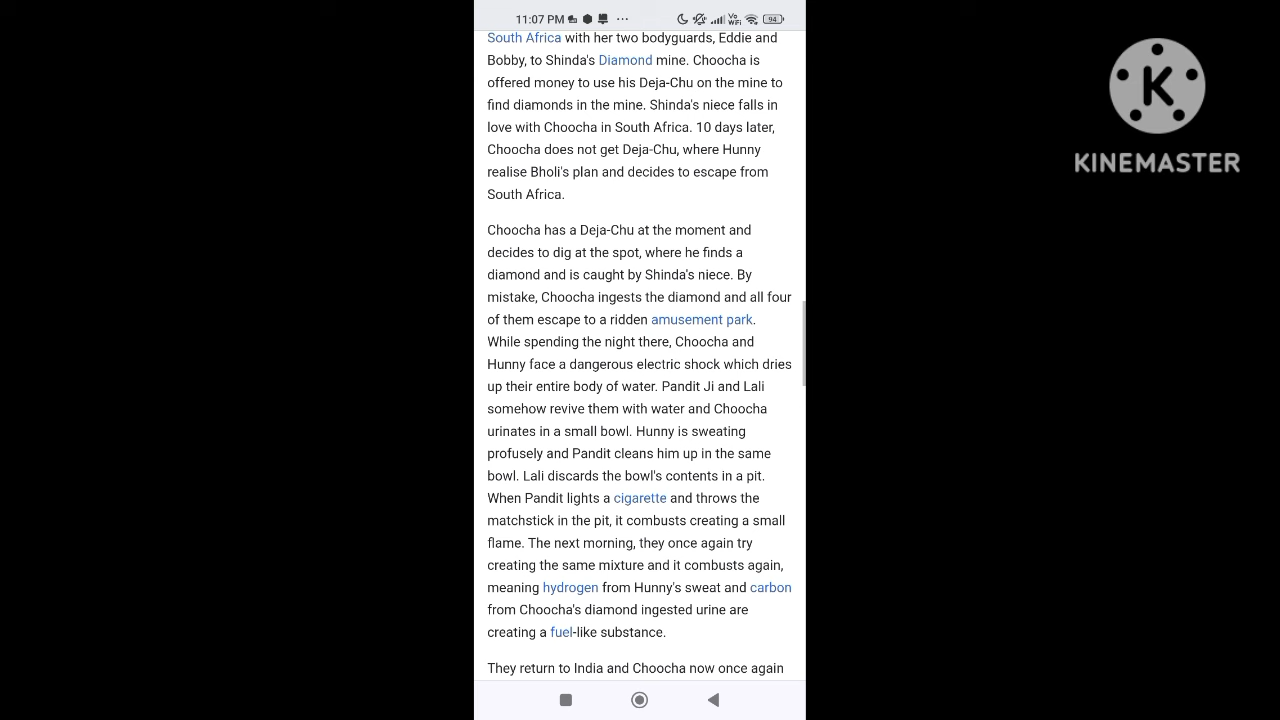 11:07 PM
94
South Africa with her two bodyguards, Eddie and
Bobby, to Shinda's Diamond mine. Choocha is
offered money to use his Deja-Chu on the mine to
find diamonds in the mine. Shinda's niece falls in
love with Choocha in South Africa. 10 days later,
Choocha does not get Deja-Chu, where Hunny
realise Bholi's plan and decides to escape from
South Africa.
Choocha has a Deja-Chu at the moment and
decides to dig at the spot, where he finds a
diamond and is caught by Shinda's niece. By
mistake, Choocha ingests the diamond and all four
of them escape to a ridden amusement park.
While spending the night there, Choocha and
Hunny face a dangerous electric shock which dries
up their entire body of water. Pandit Ji and Lali
somehow revive them with water and Choocha
urinates in a small bowl. Hunny is sweating
profusely and Pandit cleans him up in the same
bowl. Lali discards the bowl's contents in a pit.
When Pandit lights a cigarette and throws the
matchstick in the pit, it combusts creating a small
flame. The next morning, they once again try
creating the same mixture and it combusts again,
meaning hydrogen from Hunny's sweat and carbon
from Choocha's diamond ingested urine are
creating a fuel-like substance.
They return to India and Choocha now once again
K
KINEMASTER